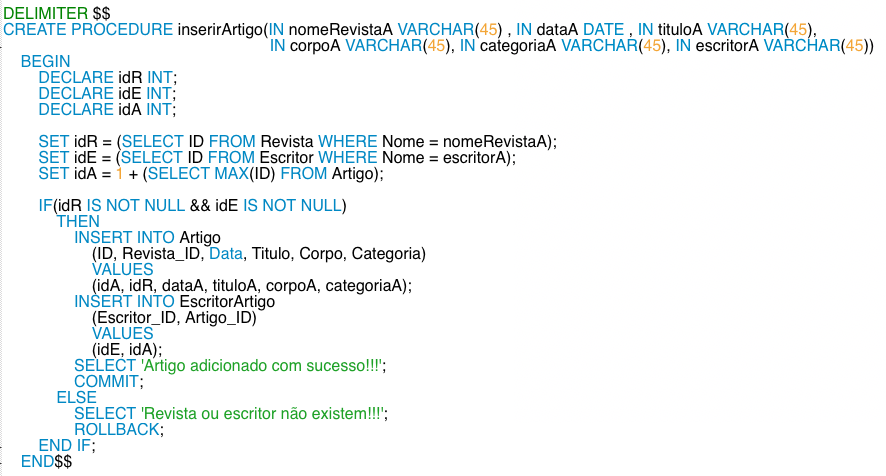 DELIMITER $$
CREATE PROCEDURE inserirArtigo(IN nomeRevistaA VARCHAR(45) , IN dataA DATE , IN tituloA VARCHAR(45),
IN corpoA VARCHAR(45), IN categoriaA VARCHAR(45), IN escritorA VARCHAR(45))
BEGIN
DECLARE idR INT;
DECLARE idE INT;
DECLARE idA INT;
SET idR = (SELECT ID FROM Revista WHERE Nome = nomeRevistaA);
SET idE = (SELECT ID FROM Escritor WHERE Nome = escritorA);
SET idA = 1 + (SELECT MAX(ID) FROM Artigo);
IF(idR IS NOT NULL && idE IS NOT NULL)
THEN
INSERT INTO Artigo
(ID, Revista_ID, Data, Titulo, Corpo, Categoria)
VALUES
(idA, idR, dataA, tituloA, corpoA, categoriaA);
INSERT INTO EscritorArtigo
(Escritor_ID, Artigo_ID)
VALUES
(idE, idA);
SELECT 'Artigo adicionado com sucesso!!!';
COMMIT;
ELSE
SELECT 'Revista ou escritor não existem!!!';
ROLLBACK;
END IF;
END$$